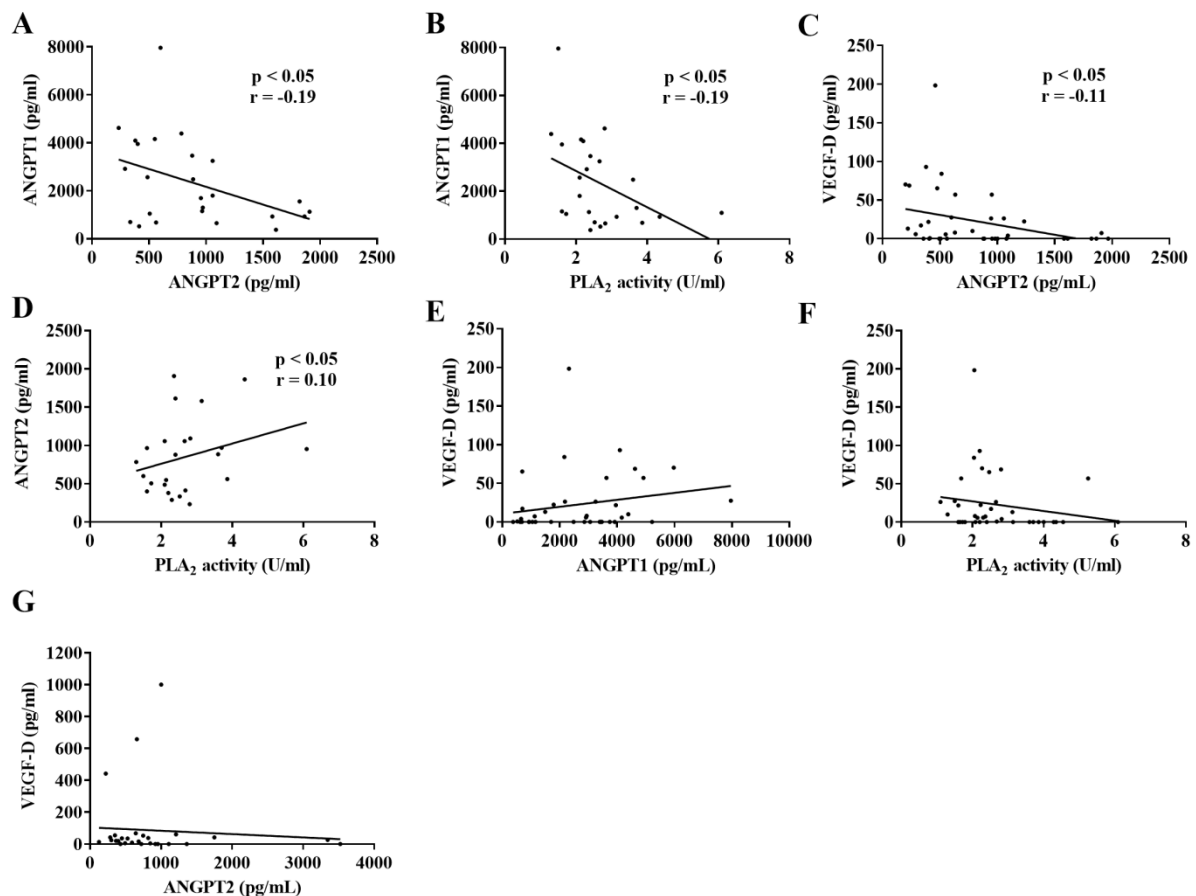 A
ANGPT1 (pg/ml)
8000
6000
4000
2000
0
p < 0.05
r = -0.19
0 500 1000 1500 2000 2500
ANGPT2 (pg/ml)
B
ANGPT1 (pg/ml)
8000
6000
4000
2000
0
p < 0.05
r = -0.19
0 2 4 6 8
PLA₂ activity (U/ml)
C
VEGF-D (pg/ml)
250
200
150
100
50
0
p < 0.05
r = -0.11
0 500 1000 1500 2000 2500
ANGPT2 (pg/mL)
D
ANGPT2 (pg/ml)
2500
2000
1500
1000
500
0
p < 0.05
r = 0.10
0 2 4 6 8
PLA₂ activity (U/ml)
E
VEGF-D (pg/ml)
250
200
150
100
50
0
0 2000 4000 6000 8000 10000
ANGPT1 (pg/mL)
F
VEGF-D (pg/ml)
250
200
150
100
50
0
0 2 4 6 8
PLA₂ activity (U/ml)
G
VEGF-D (pg/ml)
1200
1000
800
600
400
200
0
0 1000 2000 3000 4000
ANGPT2 (pg/mL)